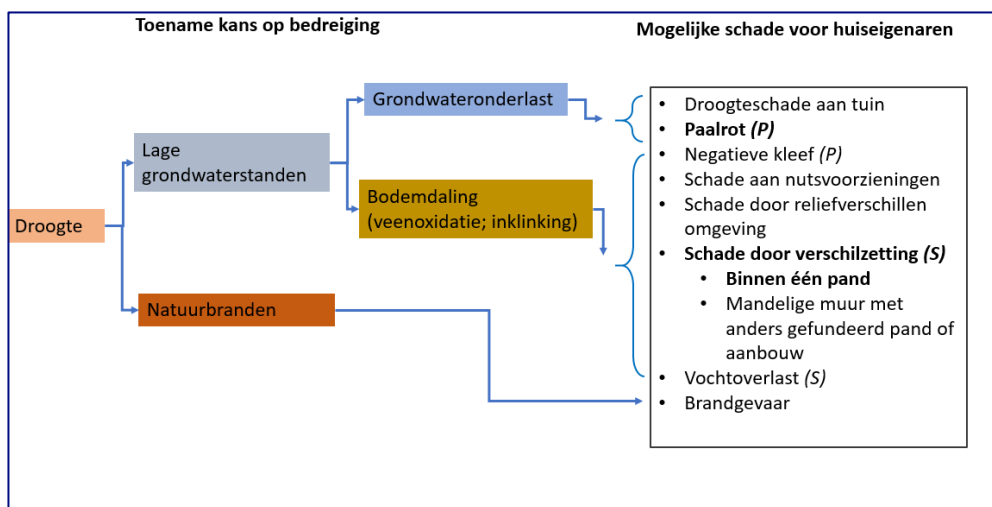 Toename kans op bedreiging
Mogelijke schade voor huiseigenaren
Droogte
Lage
grondwaterstanden
Natuurbranden
Grondwateronderlast
Bodemdaling
(veenoxidatie; inklinking)
• Droogteschade aan tuin
• Paalrot (P)
• Negatieve kleef (P)
• Schade aan nutsvoorzieningen
• Schade door reliefverschillen
omgeving
• Schade door verschilzetting (S)
• Binnen één pand
• Mandelige muur met
anders gefundeerd pand of
aanbouw
• Vochtoverlast (S)
• Brandgevaar